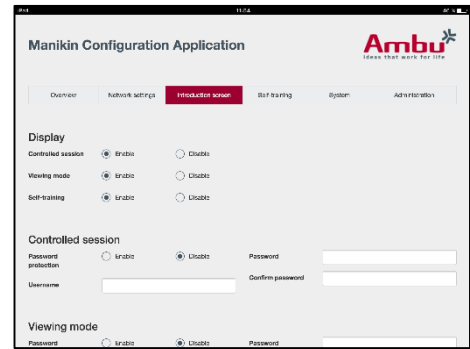 iPad 11:54
Manikin Configuration Application
Ambu
Ideas that work for life
Overview Network settings Introduction screen Self-training System Administration
Display
Controlled session Enable Disable
Viewing mode Enable Disable
Self-training Enable Disable
Controlled session
Password protection Enable Disable Password
Username Confirm password
Viewing mode
Password Enable Disable Password